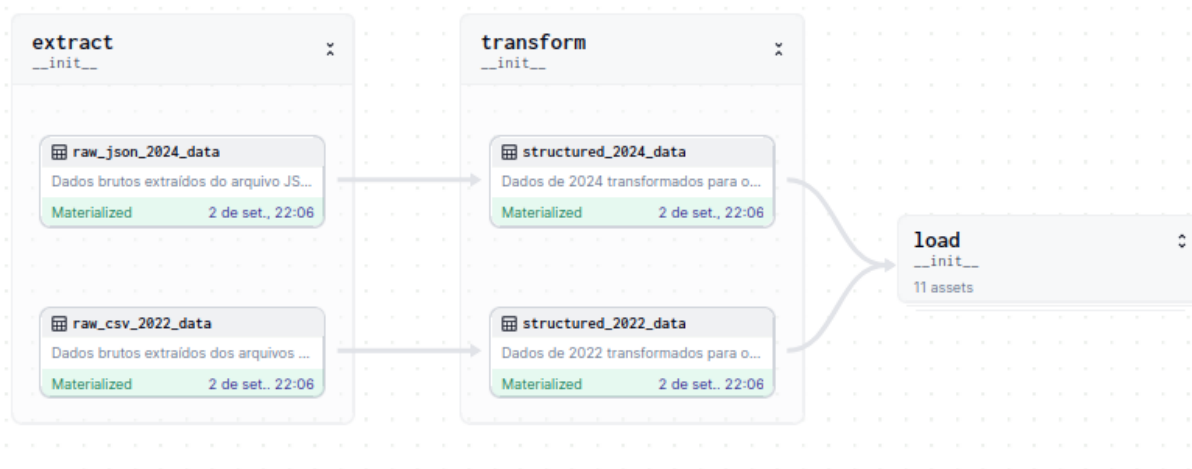 extract
__init__
raw_json_2024_data
Dados brutos extraídos do arquivo JS...
Materialized 2 de set., 22:06
raw_csv_2022_data
Dados brutos extraídos dos arquivos ...
Materialized 2 de set.. 22:06
transform
__init__
structured_2024_data
Dados de 2024 transformados para o...
Materialized 2 de set., 22:06
structured_2022_data
Dados de 2022 transformados para o...
Materialized 2 de set.. 22:06
load
__init__
11 assets